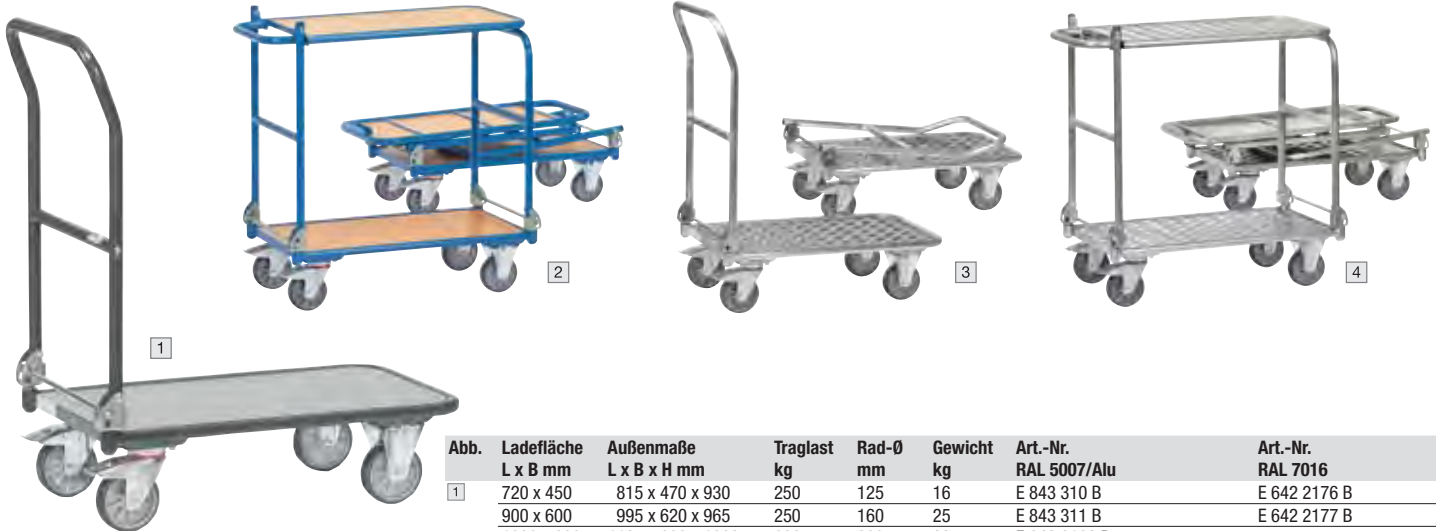 2
3
4
1
Abb. Ladefläche Außenmaße Traglast Rad-Ø Gewicht Art.-Nr. Art.-Nr.
L x B mm L x B x H mm kg mm kg RAL 5007/Alu RAL 7016
1 720 x 450 815 x 470 x 930 250 125 16 E 843 310 B E 642 2176 B
900 x 600 995 x 620 x 965 250 160 25 E 843 311 B E 642 2177 B